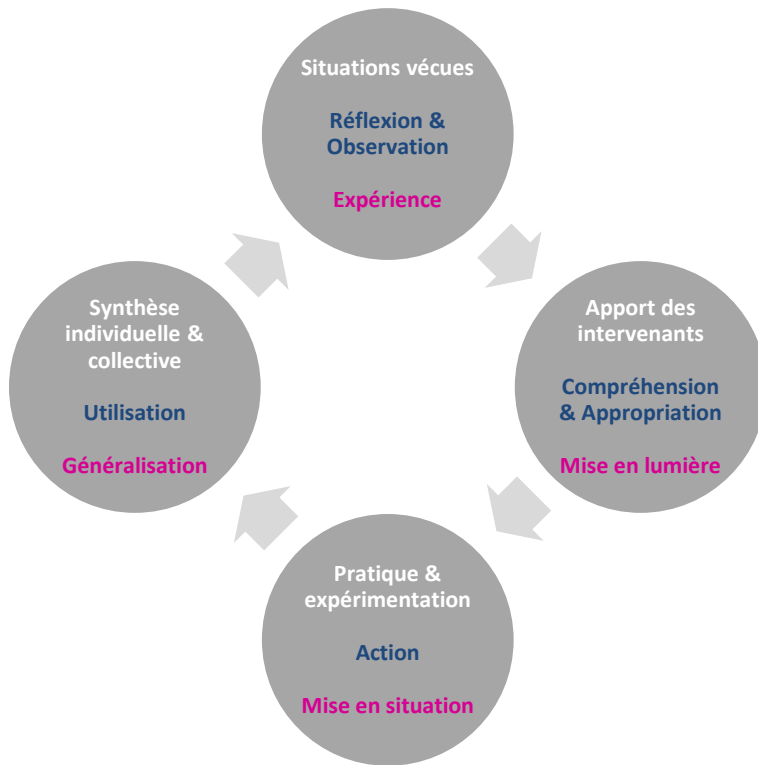 Situations vécues
Réflexion &
Observation
Expérience
Apport des
intervenants
Compréhension
& Appropriation
Mise en lumière
Pratique &
expérimentation
Action
Mise en situation
Synthèse
individuelle &
collective
Utilisation
Généralisation